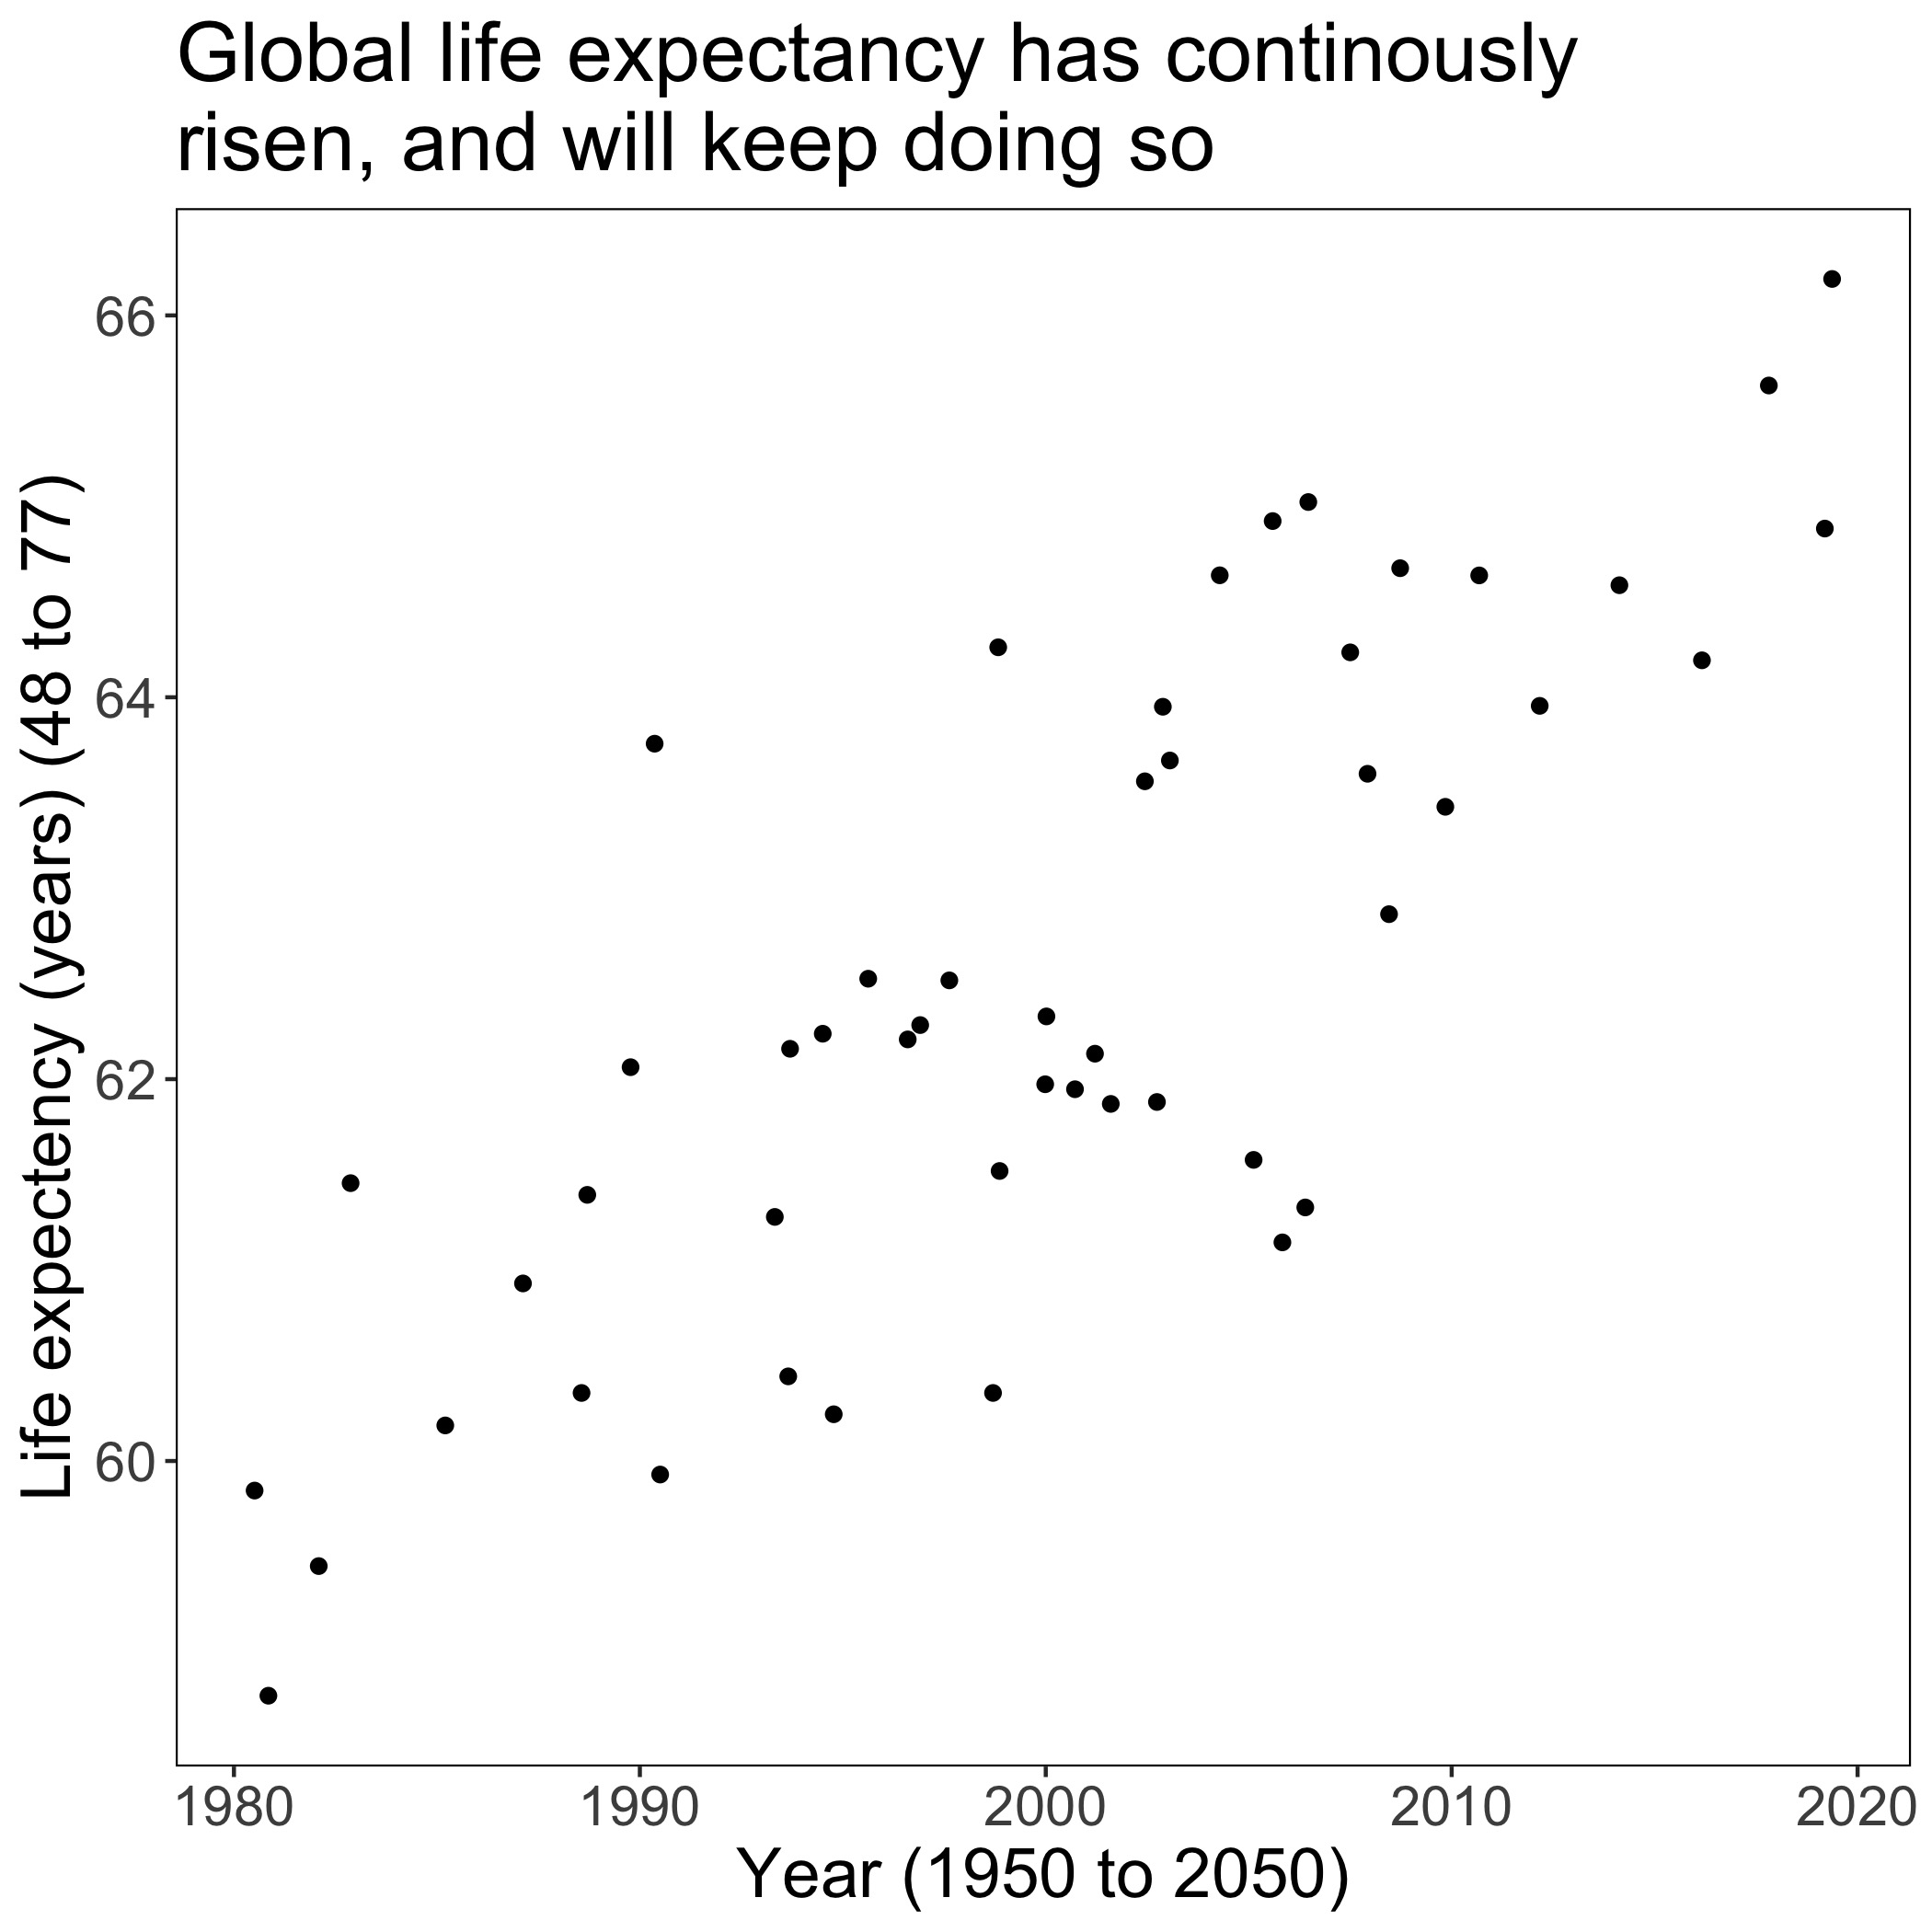 Global life expectancy has continously
risen, and will keep doing so
Life expectency (years) (48 to 77)
66
64
62
60
1980 1990 2000 2010 2020
Year (1950 to 2050)